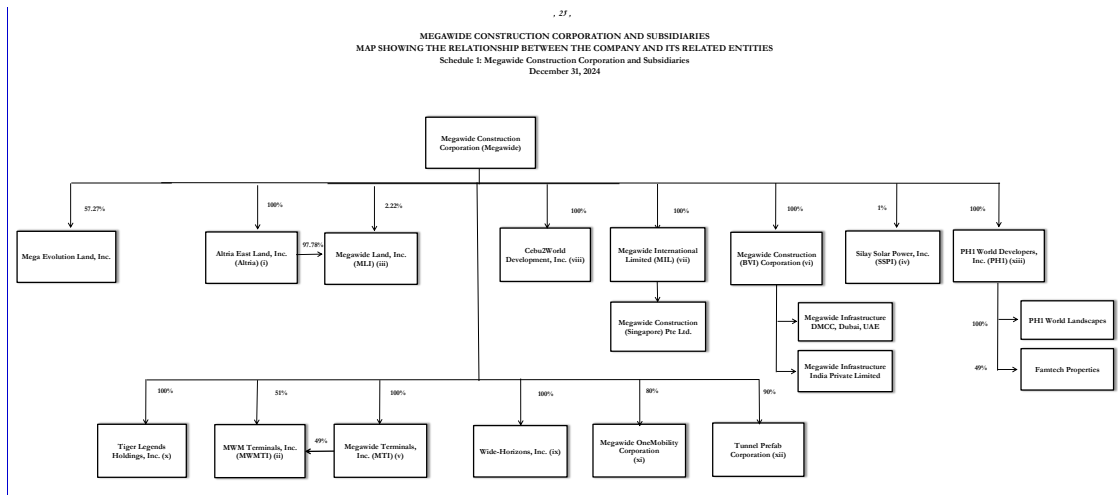 , 25 ,
MEGAWIDE CONSTRUCTION CORPORATION AND SUBSIDIARIES
MAP SHOWING THE RELATIONSHIP BETWEEN THE COMPANY AND ITS RELATED ENTITIES
Schedule 1: Megawide Construction Corporation and Subsidiaries
December 31, 2024
Megawide Construction
Corporation (Megawide)
57.27%
100%
2.22%
100%
100%
100%
1%
100%
Mega Evolution Land, Inc.
Altria East Land, Inc.
(Altria) (i)
97.78%
Megawide Land, Inc.
(MLI) (iii)
Cebu2World
Development, Inc. (viii)
Megawide International
Limited (MIL) (vii)
Megawide Construction
(BVI) Corporation (vi)
Silay Solar Power, Inc.
(SSPI) (iv)
PH1 World Developers,
Inc. (PH1) (xiii)
Megawide Construction
(Singapore) Pte Ltd.
Megawide Infrastructure
DMCC, Dubai, UAE
Megawide Infrastructure
India Private Limited
100%
PH1 World Landscapes
49%
Famtech Properties
100%
51%
100%
100%
80%
90%
Tiger Legends
Holdings, Inc. (x)
MWM Terminals, Inc.
(MWMTI) (ii)
49%
Megawide Terminals,
Inc. (MTI) (v)
Wide-Horizons, Inc. (ix)
Megawide OneMobility
Corporation
(xi)
Tunnel Prefab
Corporation (xii)